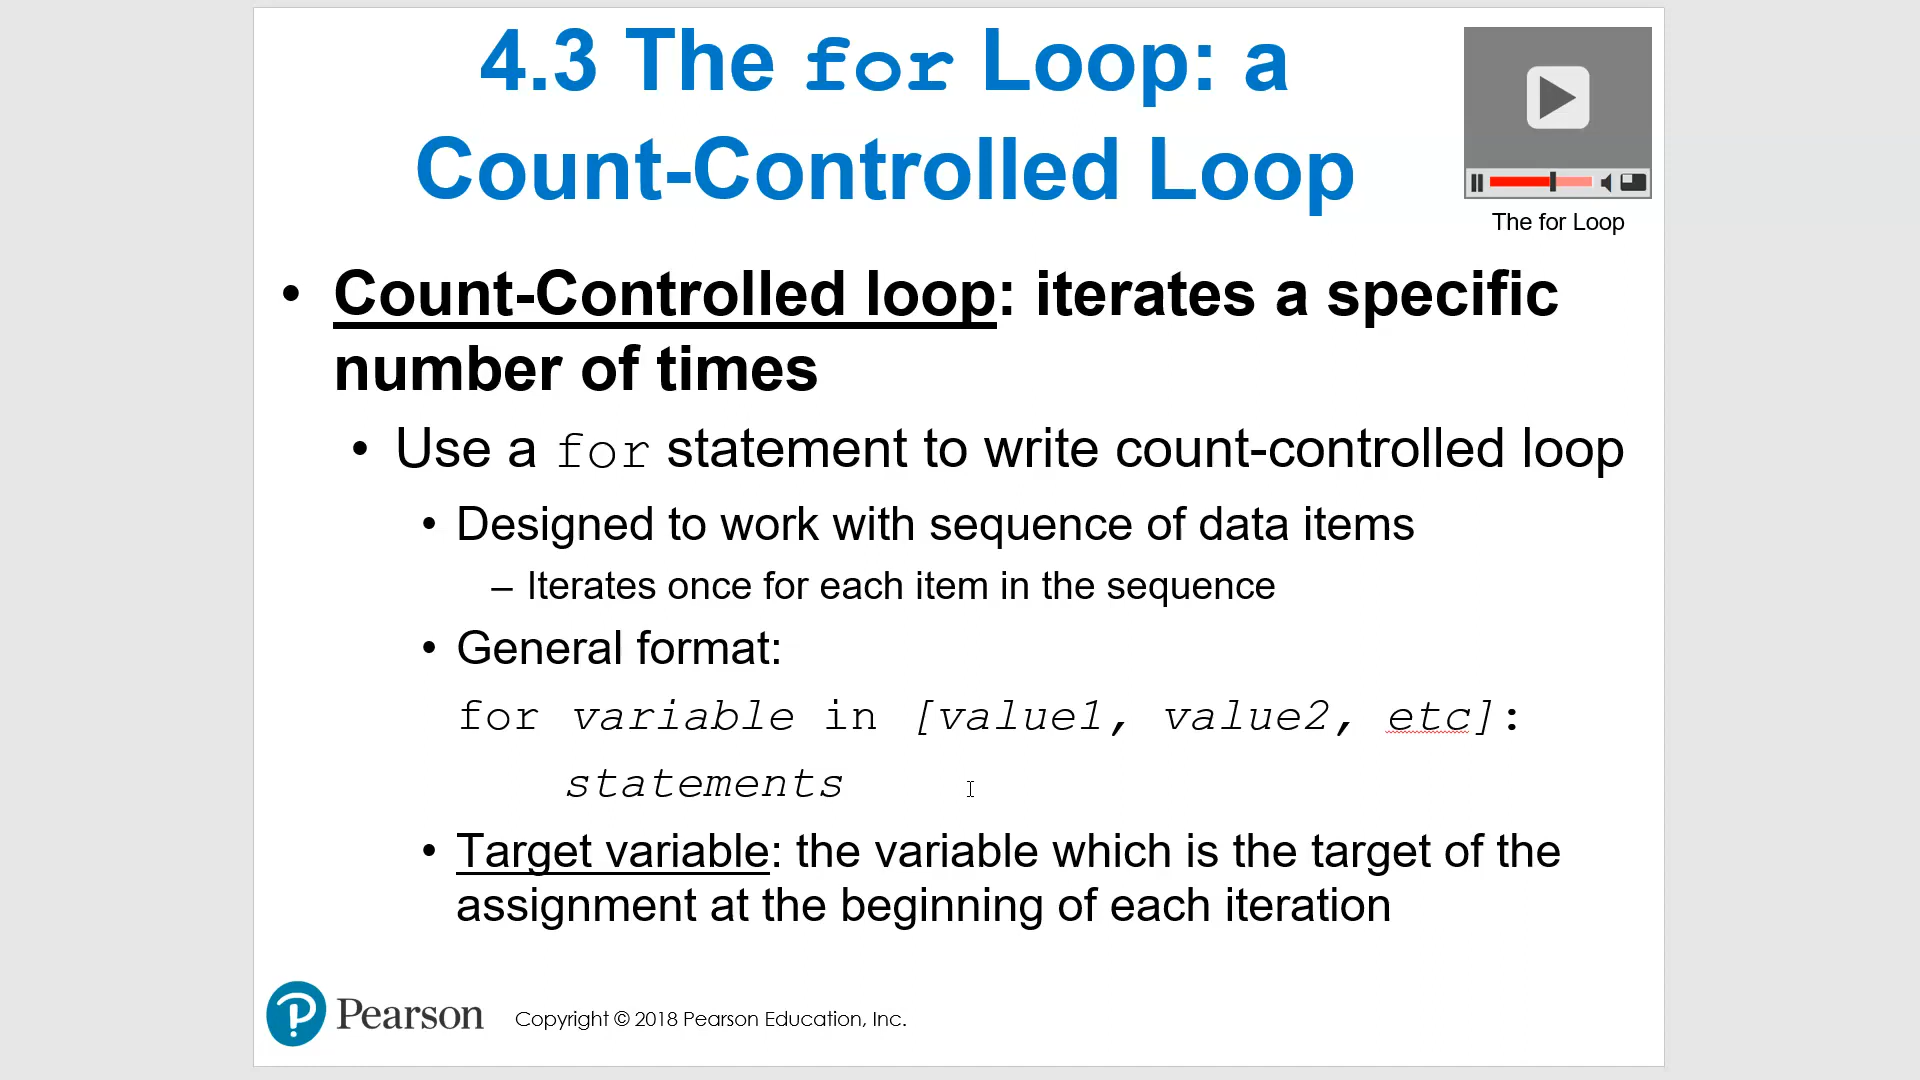 4.3 The for Loop: a
Count-Controlled Loop
The for Loop
• Count-Controlled loop: iterates a specific
number of times
• Use a for statement to write count-controlled loop
• Designed to work with sequence of data items
– Iterates once for each item in the sequence
• General format:
for variable in [value1, value2, etc]:
statements
• Target variable: the variable which is the target of the
assignment at the beginning of each iteration
Pearson
Copyright © 2018 Pearson Education, Inc.